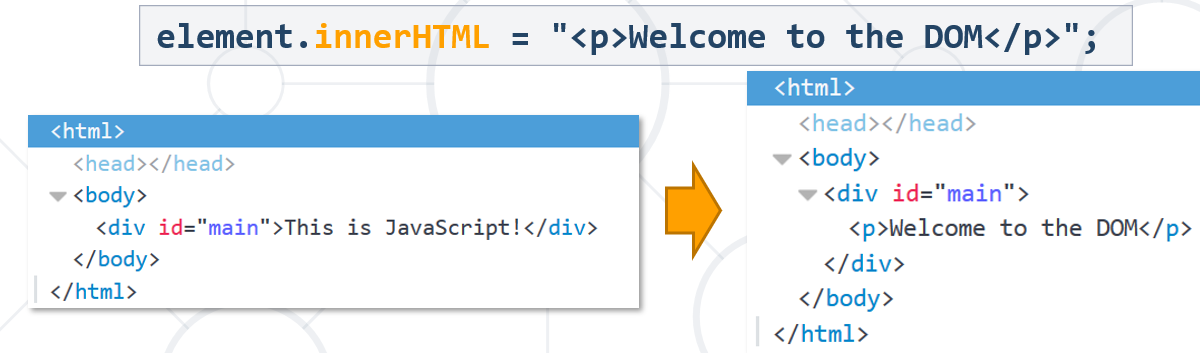 element.innerHTML = "<p>Welcome to the DOM</p>";
<html>
<head></head>
<body>
<div id="main">This is JavaScript!</div>
</body>
</html>
<html>
<head></head>
<body>
<div id="main">
<p>Welcome to the DOM</p>
</div>
</body>
</html>